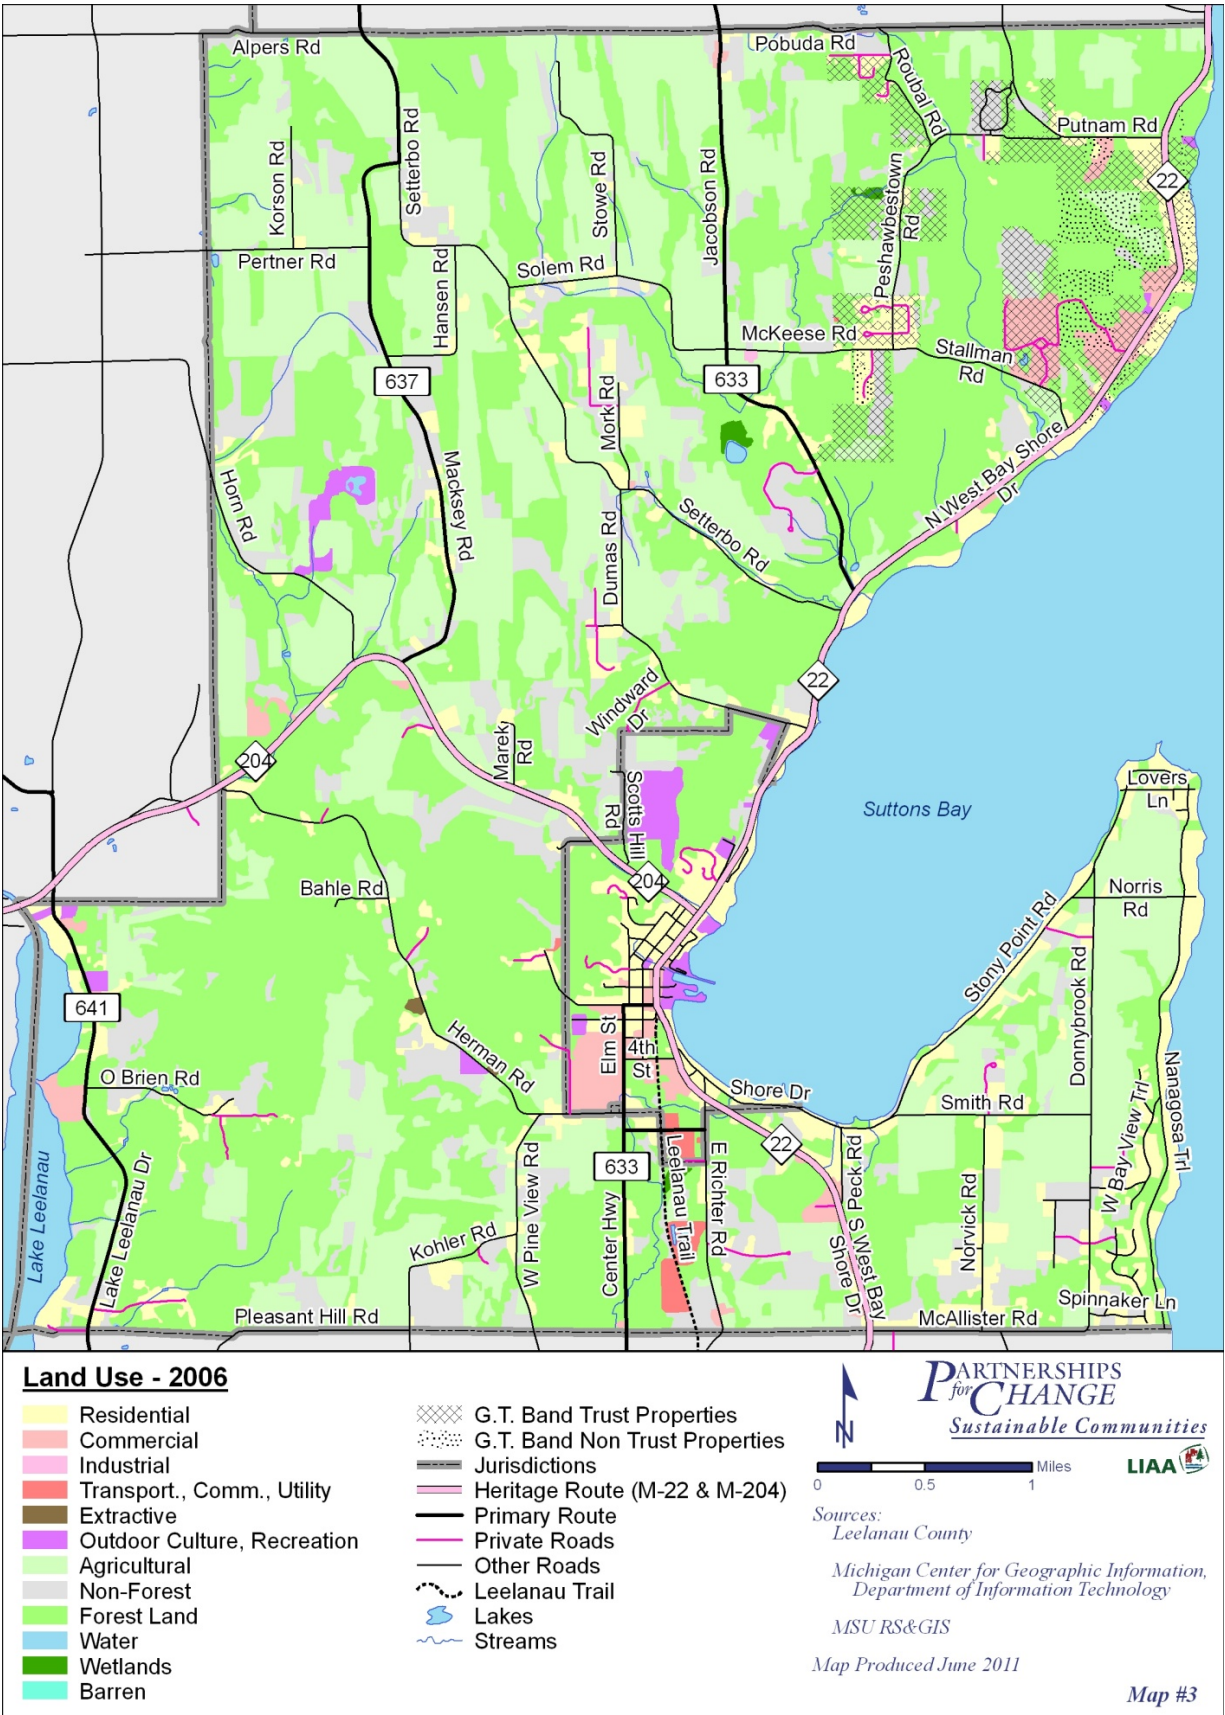 Alpers Rd
Pobuda Rd
Roubal Rd
Putnam Rd
Setterbo Rd
Korson Rd
Stowe Rd
Jacobson Rd
Peshawbestown
Rd
22
Pertner Rd
Hansen Rd
Solem Rd
McKeese Rd
Stallman
Rd
637
633
Mork Rd
Horn Rd
Macksey Rd
N West Bay Shore
Dr
Setterbo Rd
Dumas Rd
Windward
Dr
22
204
Marek
Rd
Scotts Hill
Rd
Suttons Bay
Lovers
Ln
Bahle Rd
204
Norris
Rd
Stony Point Rd
641
Donnybrook Rd
Herman Rd
Elm St
4th
St
O Brien Rd
Shore Dr
Smith Rd
Nanagosa Trl
W Bay View Trl
22
633
Leelanau Trail
E Richter Rd
S Peck Rd
S West Bay
Shore Dr
Norvick Rd
Lake Leelanau
Lake Leelanau Dr
Kohler Rd
W Pine View Rd
Center Hwy
Spinnaker Ln
Pleasant Hill Rd
McAllister Rd
Land Use - 2006
Residential
Commercial
Industrial
Transport., Comm., Utility
Extractive
Outdoor Culture, Recreation
Agricultural
Non-Forest
Forest Land
Water
Wetlands
Barren
G.T. Band Trust Properties
G.T. Band Non Trust Properties
Jurisdictions
Heritage Route (M-22 & M-204)
Primary Route
Private Roads
Other Roads
Leelanau Trail
Lakes
Streams
N
PARTNERSHIPS
for CHANGE
Sustainable Communities
Miles
0 0.5 1
LIAA
Sources:
Leelanau County
Michigan Center for Geographic Information,
Department of Information Technology
MSU RS&GIS
Map Produced June 2011
Map #3